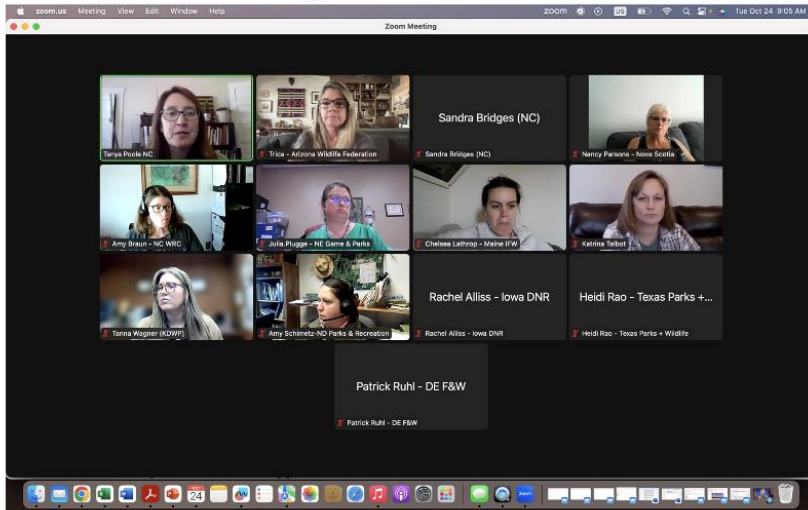 zoom.us Meeting View Edit Window Help
zoom US Tue Oct 24 9:05 AM
Zoom Meeting
Sandra Bridges (NC)
Tanya Poole NC
Trica - Arizona Wildlife Federation
Sandra Bridges (NC)
Nancy Parsons - Nova Scotia
Amy Braun - NC WRC
Julia.Plugge - NE Game & Parks
Chelsea Lathrop - Maine IFW
Katrina Talbot
Rachel Alliss - Iowa DNR
Heidi Rao - Texas Parks +...
Tanna Wagner (KDWP)
Amy Schimetz-ND Parks & Recreation
Rachel Alliss - Iowa DNR
Heidi Rao - Texas Parks + Wildlife
Patrick Ruhl - DE F&W
Patrick Ruhl - DE F&W
24
zoom